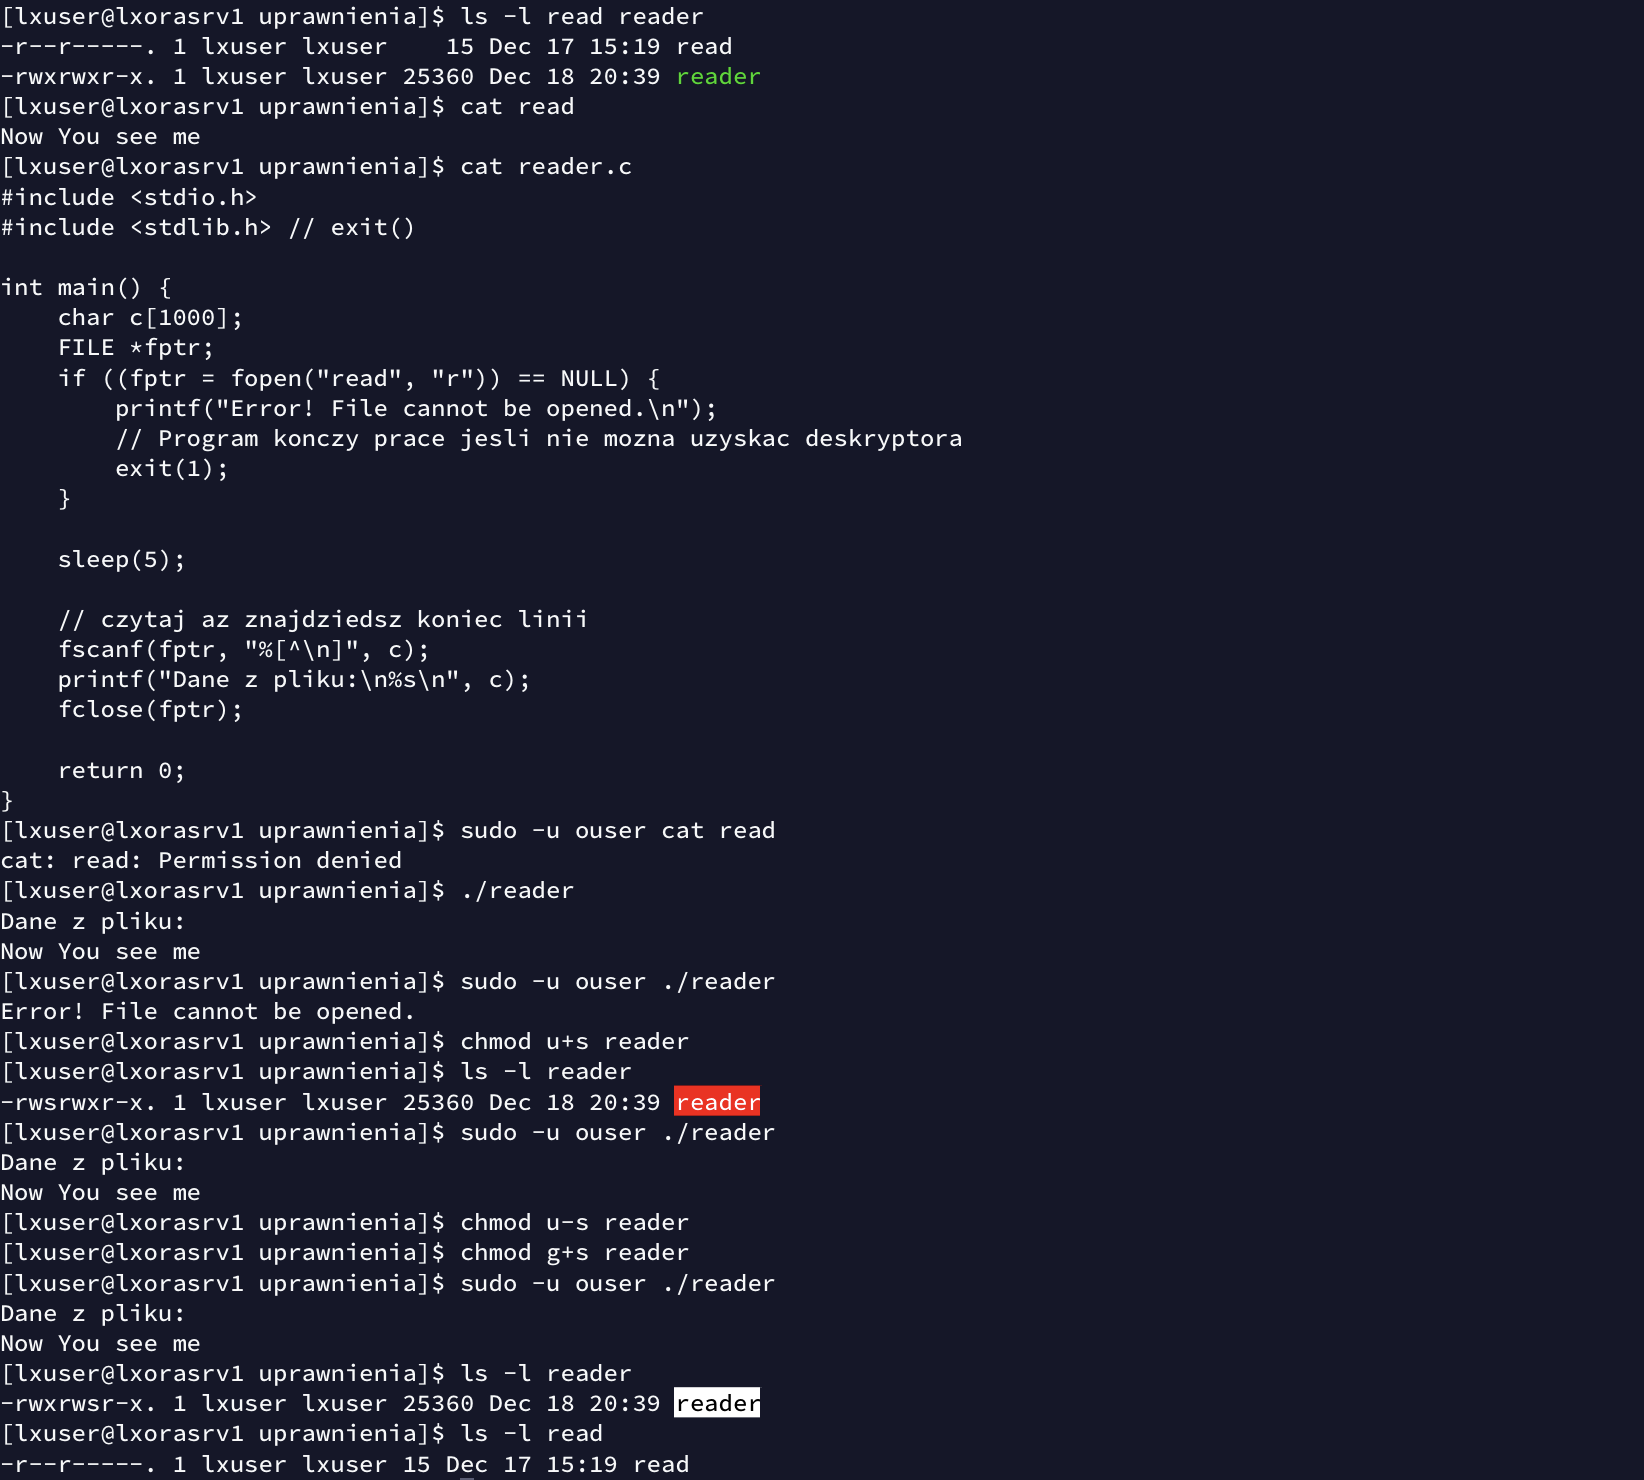 [lxuser@lxorasrv1 uprawnienia]$ ls -l read reader
-r--r-----. 1 lxuser lxuser    15 Dec 17 15:19 read
-rwxrwxr-x. 1 lxuser lxuser 25360 Dec 18 20:39 reader
[lxuser@lxorasrv1 uprawnienia]$ cat read
Now You see me
[lxuser@lxorasrv1 uprawnienia]$ cat reader.c
#include <stdio.h>
#include <stdlib.h> // exit()

int main() {
    char c[1000];
    FILE *fptr;
    if ((fptr = fopen("read", "r")) == NULL) {
        printf("Error! File cannot be opened.\n");
        // Program konczy prace jesli nie mozna uzyskac deskryptora
        exit(1);
    }

    sleep(5);

    // czytaj az znajdziedsz koniec linii
    fscanf(fptr, "%[^\n]", c);
    printf("Dane z pliku:\n%s\n", c);
    fclose(fptr);

    return 0;
}
[lxuser@lxorasrv1 uprawnienia]$ sudo -u ouser cat read
cat: read: Permission denied
[lxuser@lxorasrv1 uprawnienia]$ ./reader
Dane z pliku:
Now You see me
[lxuser@lxorasrv1 uprawnienia]$ sudo -u ouser ./reader
Error! File cannot be opened.
[lxuser@lxorasrv1 uprawnienia]$ chmod u+s reader
[lxuser@lxorasrv1 uprawnienia]$ ls -l reader
-rwsrwxr-x. 1 lxuser lxuser 25360 Dec 18 20:39 reader
[lxuser@lxorasrv1 uprawnienia]$ sudo -u ouser ./reader
Dane z pliku:
Now You see me
[lxuser@lxorasrv1 uprawnienia]$ chmod u-s reader
[lxuser@lxorasrv1 uprawnienia]$ chmod g+s reader
[lxuser@lxorasrv1 uprawnienia]$ sudo -u ouser ./reader
Dane z pliku:
Now You see me
[lxuser@lxorasrv1 uprawnienia]$ ls -l reader
-rwxrwsr-x. 1 lxuser lxuser 25360 Dec 18 20:39 reader
[lxuser@lxorasrv1 uprawnienia]$ ls -l read
-r--r-----. 1 lxuser lxuser 15 Dec 17 15:19 read